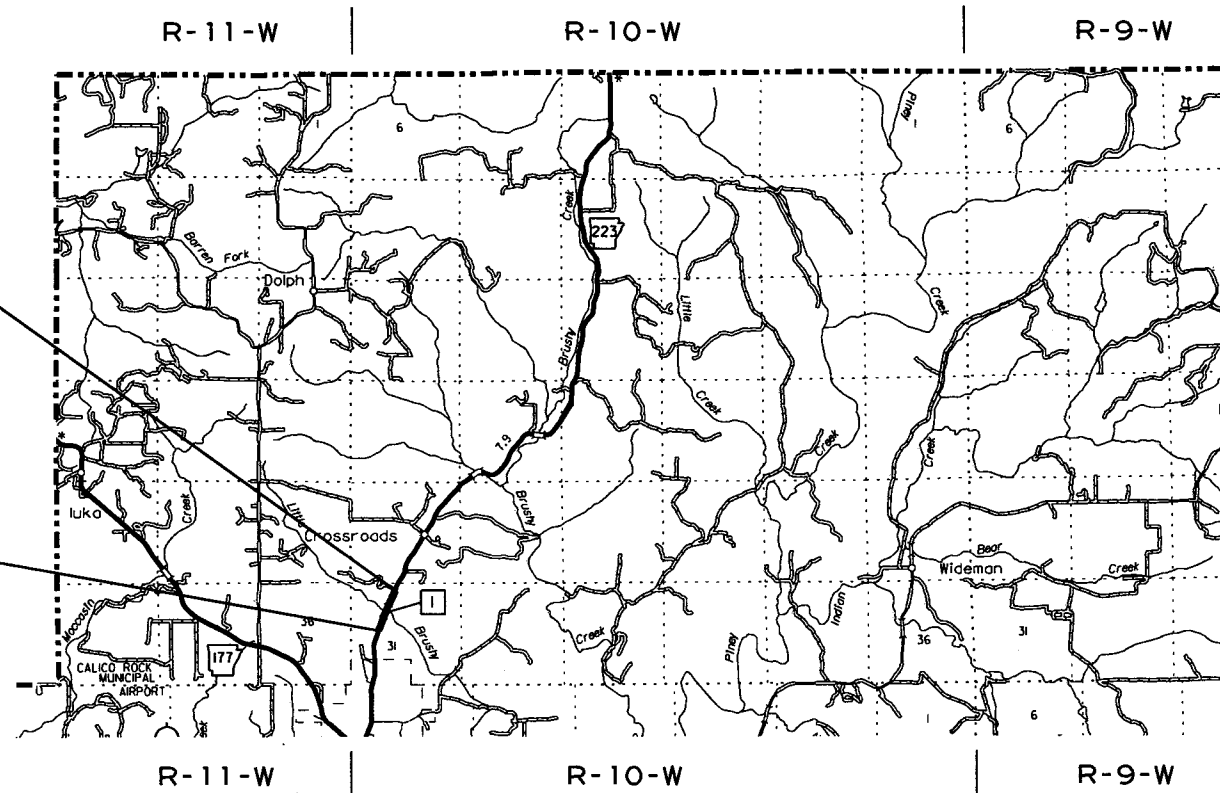 R-11-W R-10-W R-9-W
*
Piney
1
6
1
6
Creek
223
Barren Fork
Dolph
Little
Creek
Brushy
Creek
7.9
*
Creek
Creek
Iuka
Creek
Little
Crossroads
Brushy
Bear
Wideman
Creek
1
Moccasin
Brushy
Creek
Indian
Piney
36
31
36
31
177
CALICO ROCK
MUNICIPAL
AIRPORT
1
6
R-11-W R-10-W R-9-W